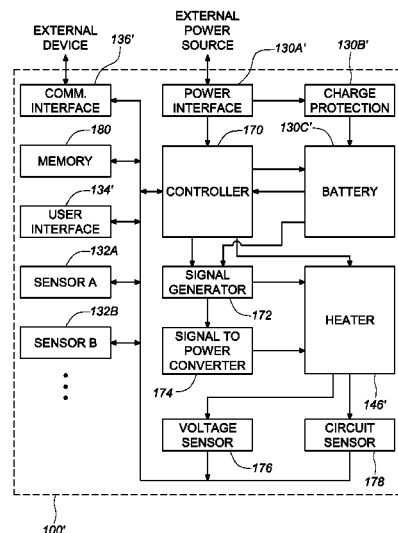 EXTERNAL
DEVICE
EXTERNAL
POWER
SOURCE
136'
130A'
130B'
COMM.
INTERFACE
POWER
INTERFACE
CHARGE
PROTECTION
180
170
130C'
MEMORY
CONTROLLER
BATTERY
134'
USER
INTERFACE
132A
SENSOR A
SIGNAL
GENERATOR
172
HEATER
132B
SENSOR B
SIGNAL TO
POWER
CONVERTER
174
146'
VOLTAGE
SENSOR
CIRCUIT
SENSOR
176
178
100'